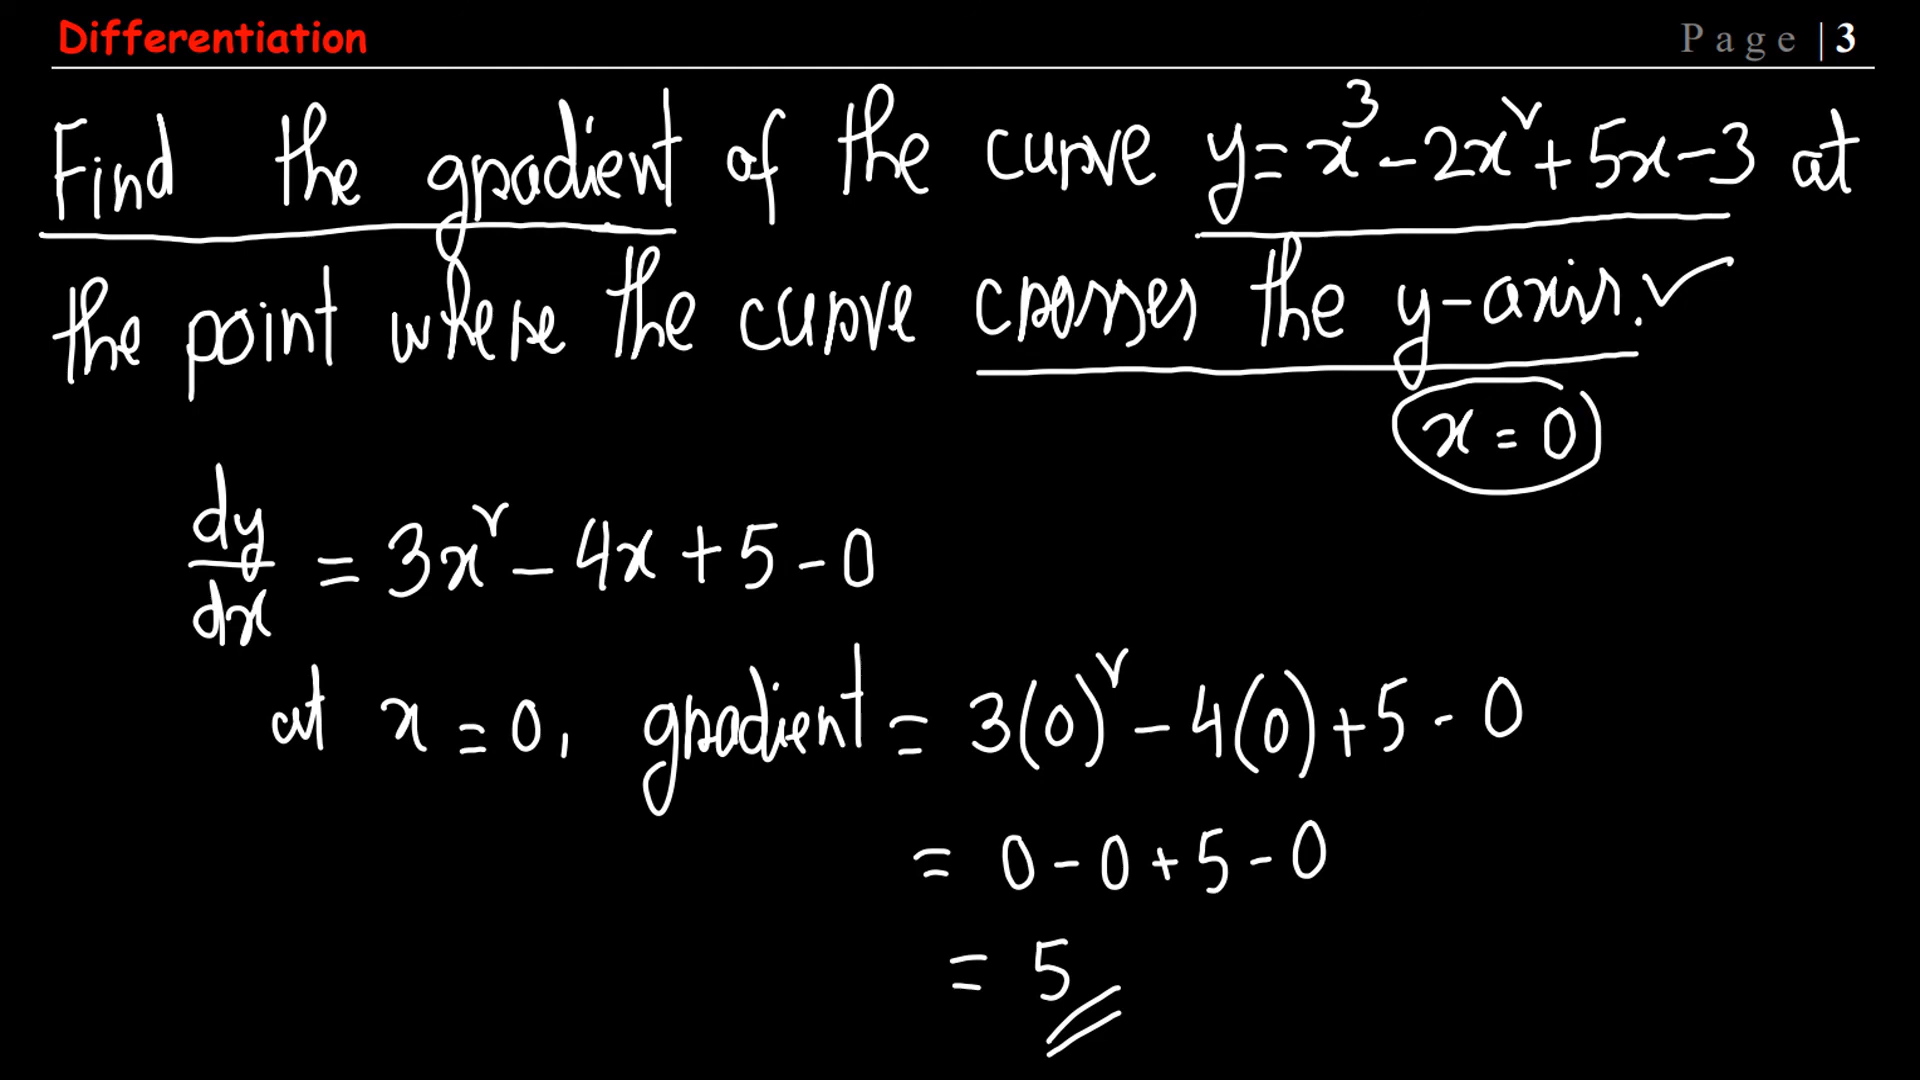 Differentiation
Page | 3
Find the gradient of the curve y = x³ - 2x² + 5x - 3 at
the point where the curve crosses the y-axis. ✓
x = 0
dy/dx = 3x² - 4x + 5 - 0
at x = 0, gradient = 3(0)² - 4(0) + 5 - 0
= 0 - 0 + 5 - 0
= 5